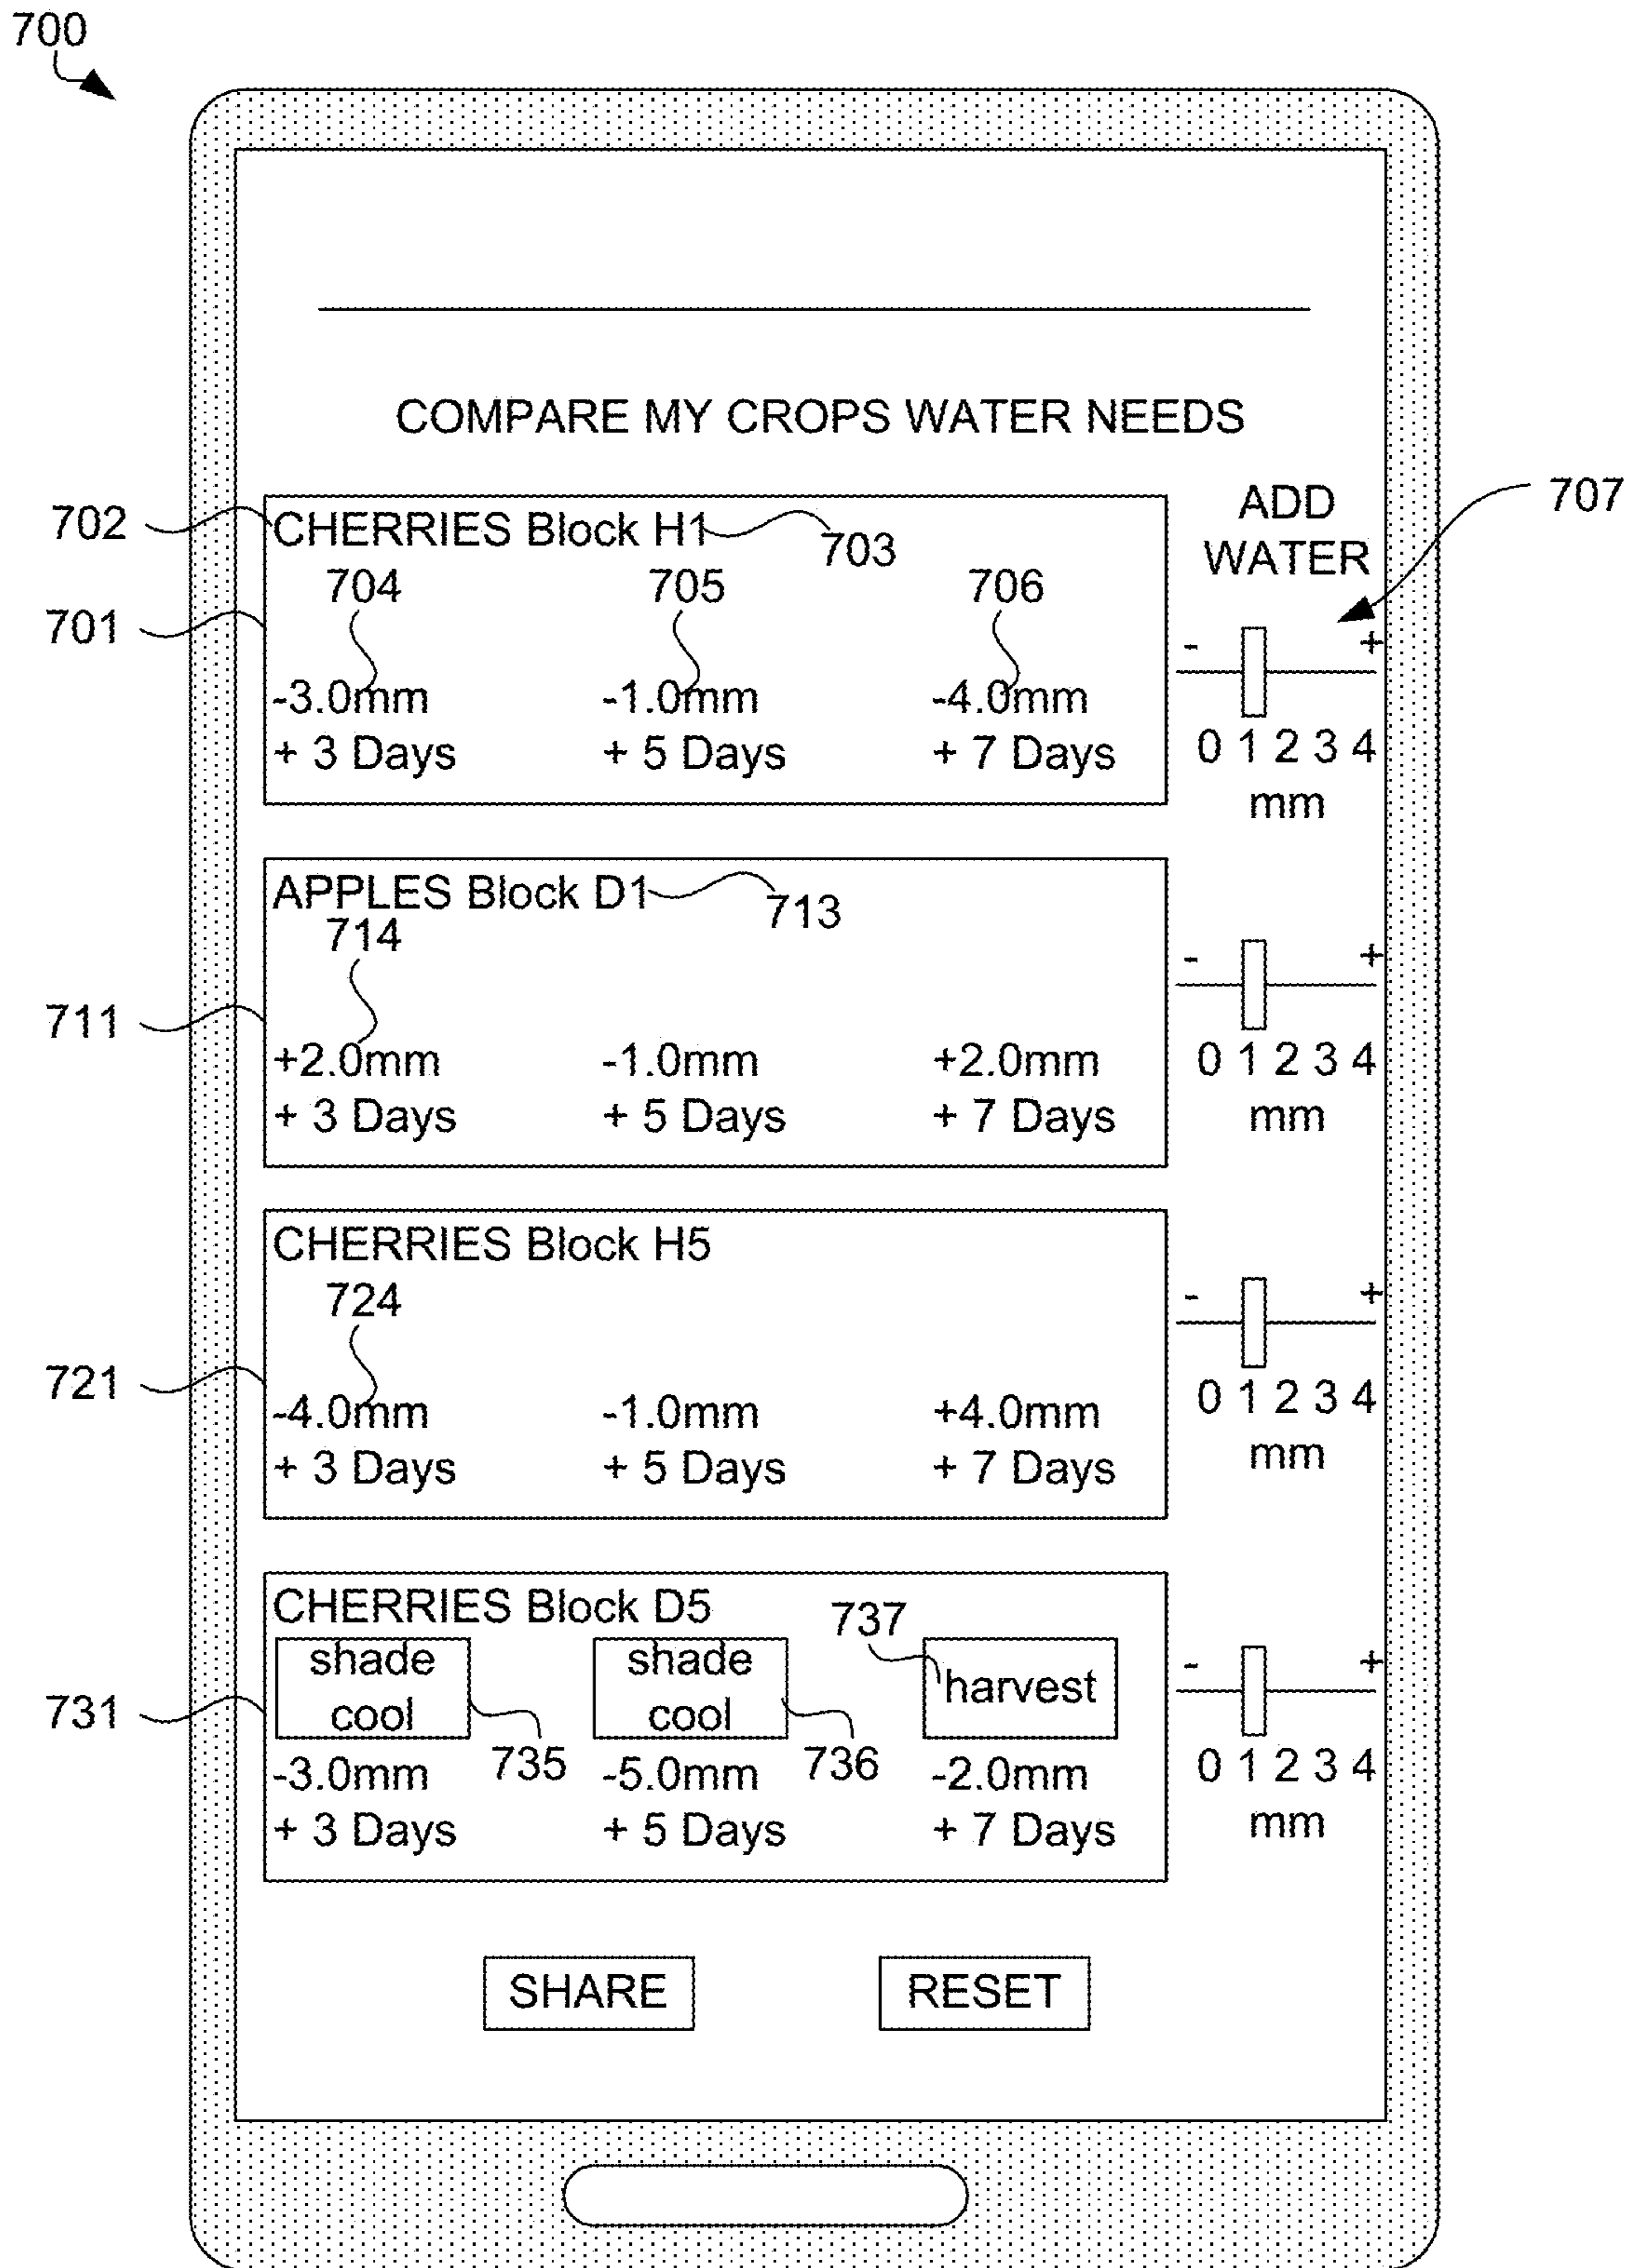 700
COMPARE MY CROPS WATER NEEDS
ADD
WATER
707
702
CHERRIES Block H1
703
704 705 706
701
- +
-3.0mm -1.0mm -4.0mm
+ 3 Days + 5 Days + 7 Days
0 1 2 3 4
mm
APPLES Block D1
713
714
711
- +
+2.0mm -1.0mm +2.0mm
+ 3 Days + 5 Days + 7 Days
0 1 2 3 4
mm
CHERRIES Block H5
724
721
- +
-4.0mm -1.0mm +4.0mm
+ 3 Days + 5 Days + 7 Days
0 1 2 3 4
mm
CHERRIES Block D5
737
shade shade
harvest
cool cool
731
735 736
- +
-3.0mm -5.0mm -2.0mm
+ 3 Days + 5 Days + 7 Days
0 1 2 3 4
mm
SHARE RESET